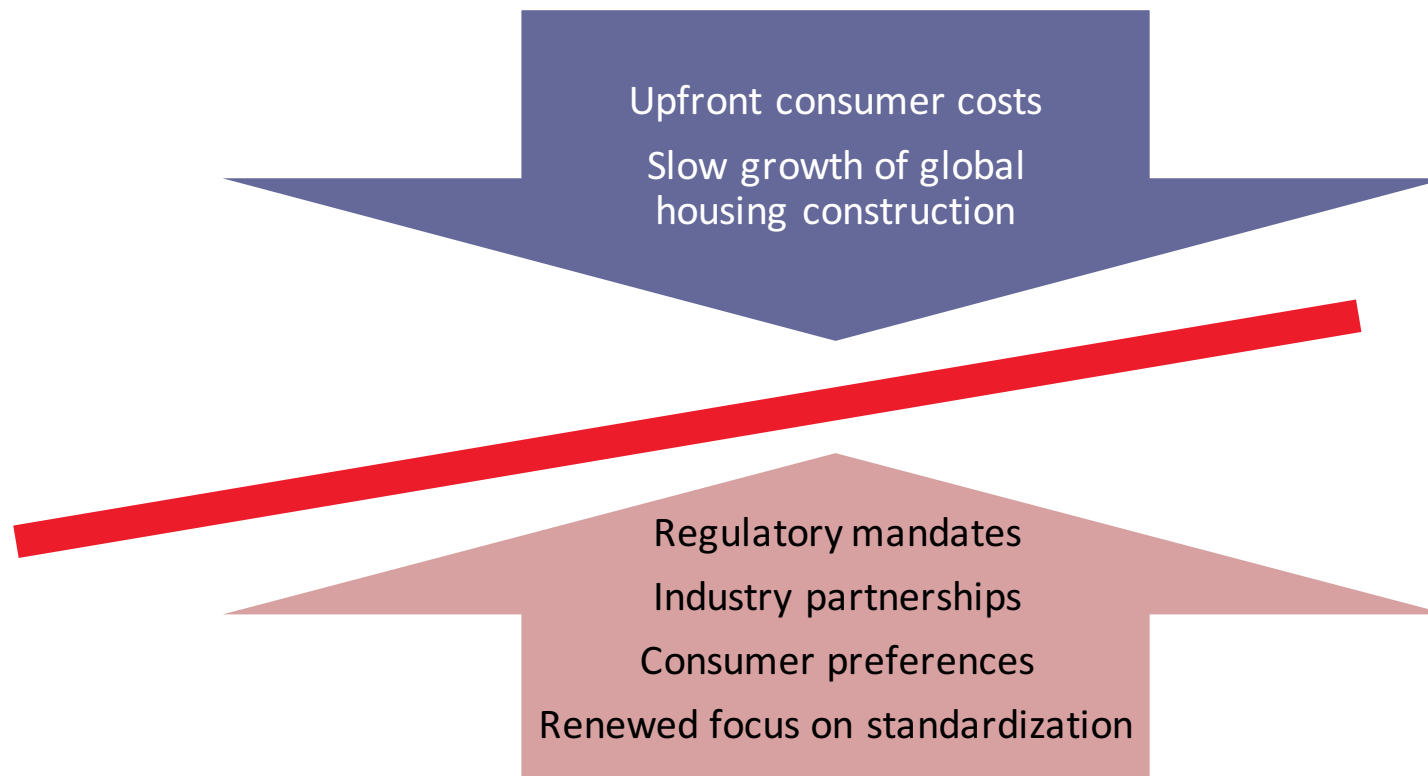 Upfront consumer costs
Slow growth of global
housing construction
Regulatory mandates
Industry partnerships
Consumer preferences
Renewed focus on standardization